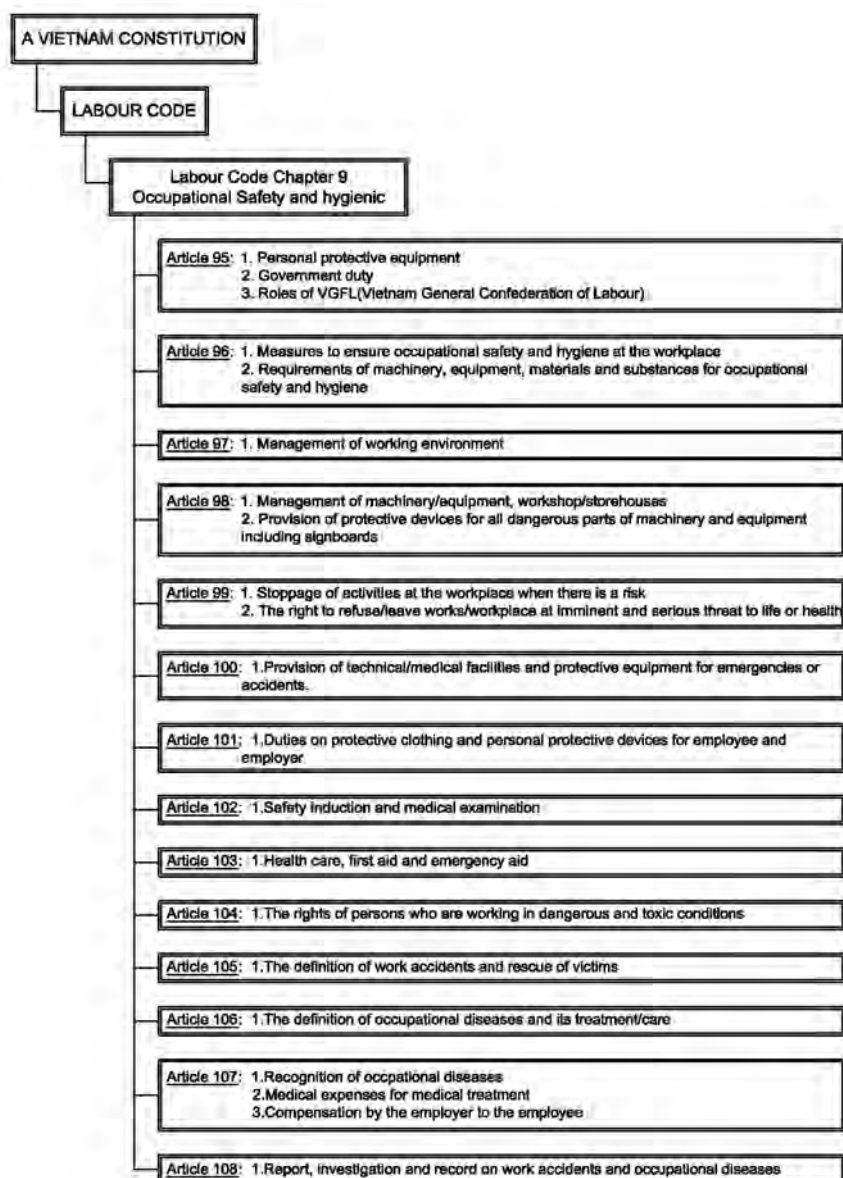 A VIETNAM CONSTITUTION
LABOUR CODE
Labour Code Chapter 9
Occupational Safety and hygienic
Article 95: 1. Personal protective equipment
2. Government duty
3. Roles of VGFL(Vietnam General Confederation of Labour)
Article 96: 1. Measures to ensure occupational safety and hygiene at the workplace
2. Requirements of machinery, equipment, materials and substances for occupational
safety and hygiene
Article 97: 1. Management of working environment
Article 98: 1. Management of machinery/equipment, workshop/storehouses
2. Provision of protective devices for all dangerous parts of machinery and equipment
including signboards
Article 99: 1. Stoppage of activities at the workplace when there is a risk
2. The right to refuse/leave works/workplace at imminent and serious threat to life or health
Article 100: 1.Provision of technical/medical facilities and protective equipment for emergencies or
accidents.
Article 101: 1.Duties on protective clothing and personal protective devices for employee and
employer
Article 102: 1.Safety induction and medical examination
Article 103: 1.Health care, first aid and emergency aid
Article 104: 1.The rights of persons who are working in dangerous and toxic conditions
Article 105: 1.The definition of work accidents and rescue of victims
Article 106: 1.The definition of occupational diseases and its treatment/care
Article 107: 1.Recognition of occpational diseases
2.Medical expenses for medical treatment
3.Compensation by the employer to the employee
Article 108: 1.Report, investigation and record on work accidents and occupational diseases